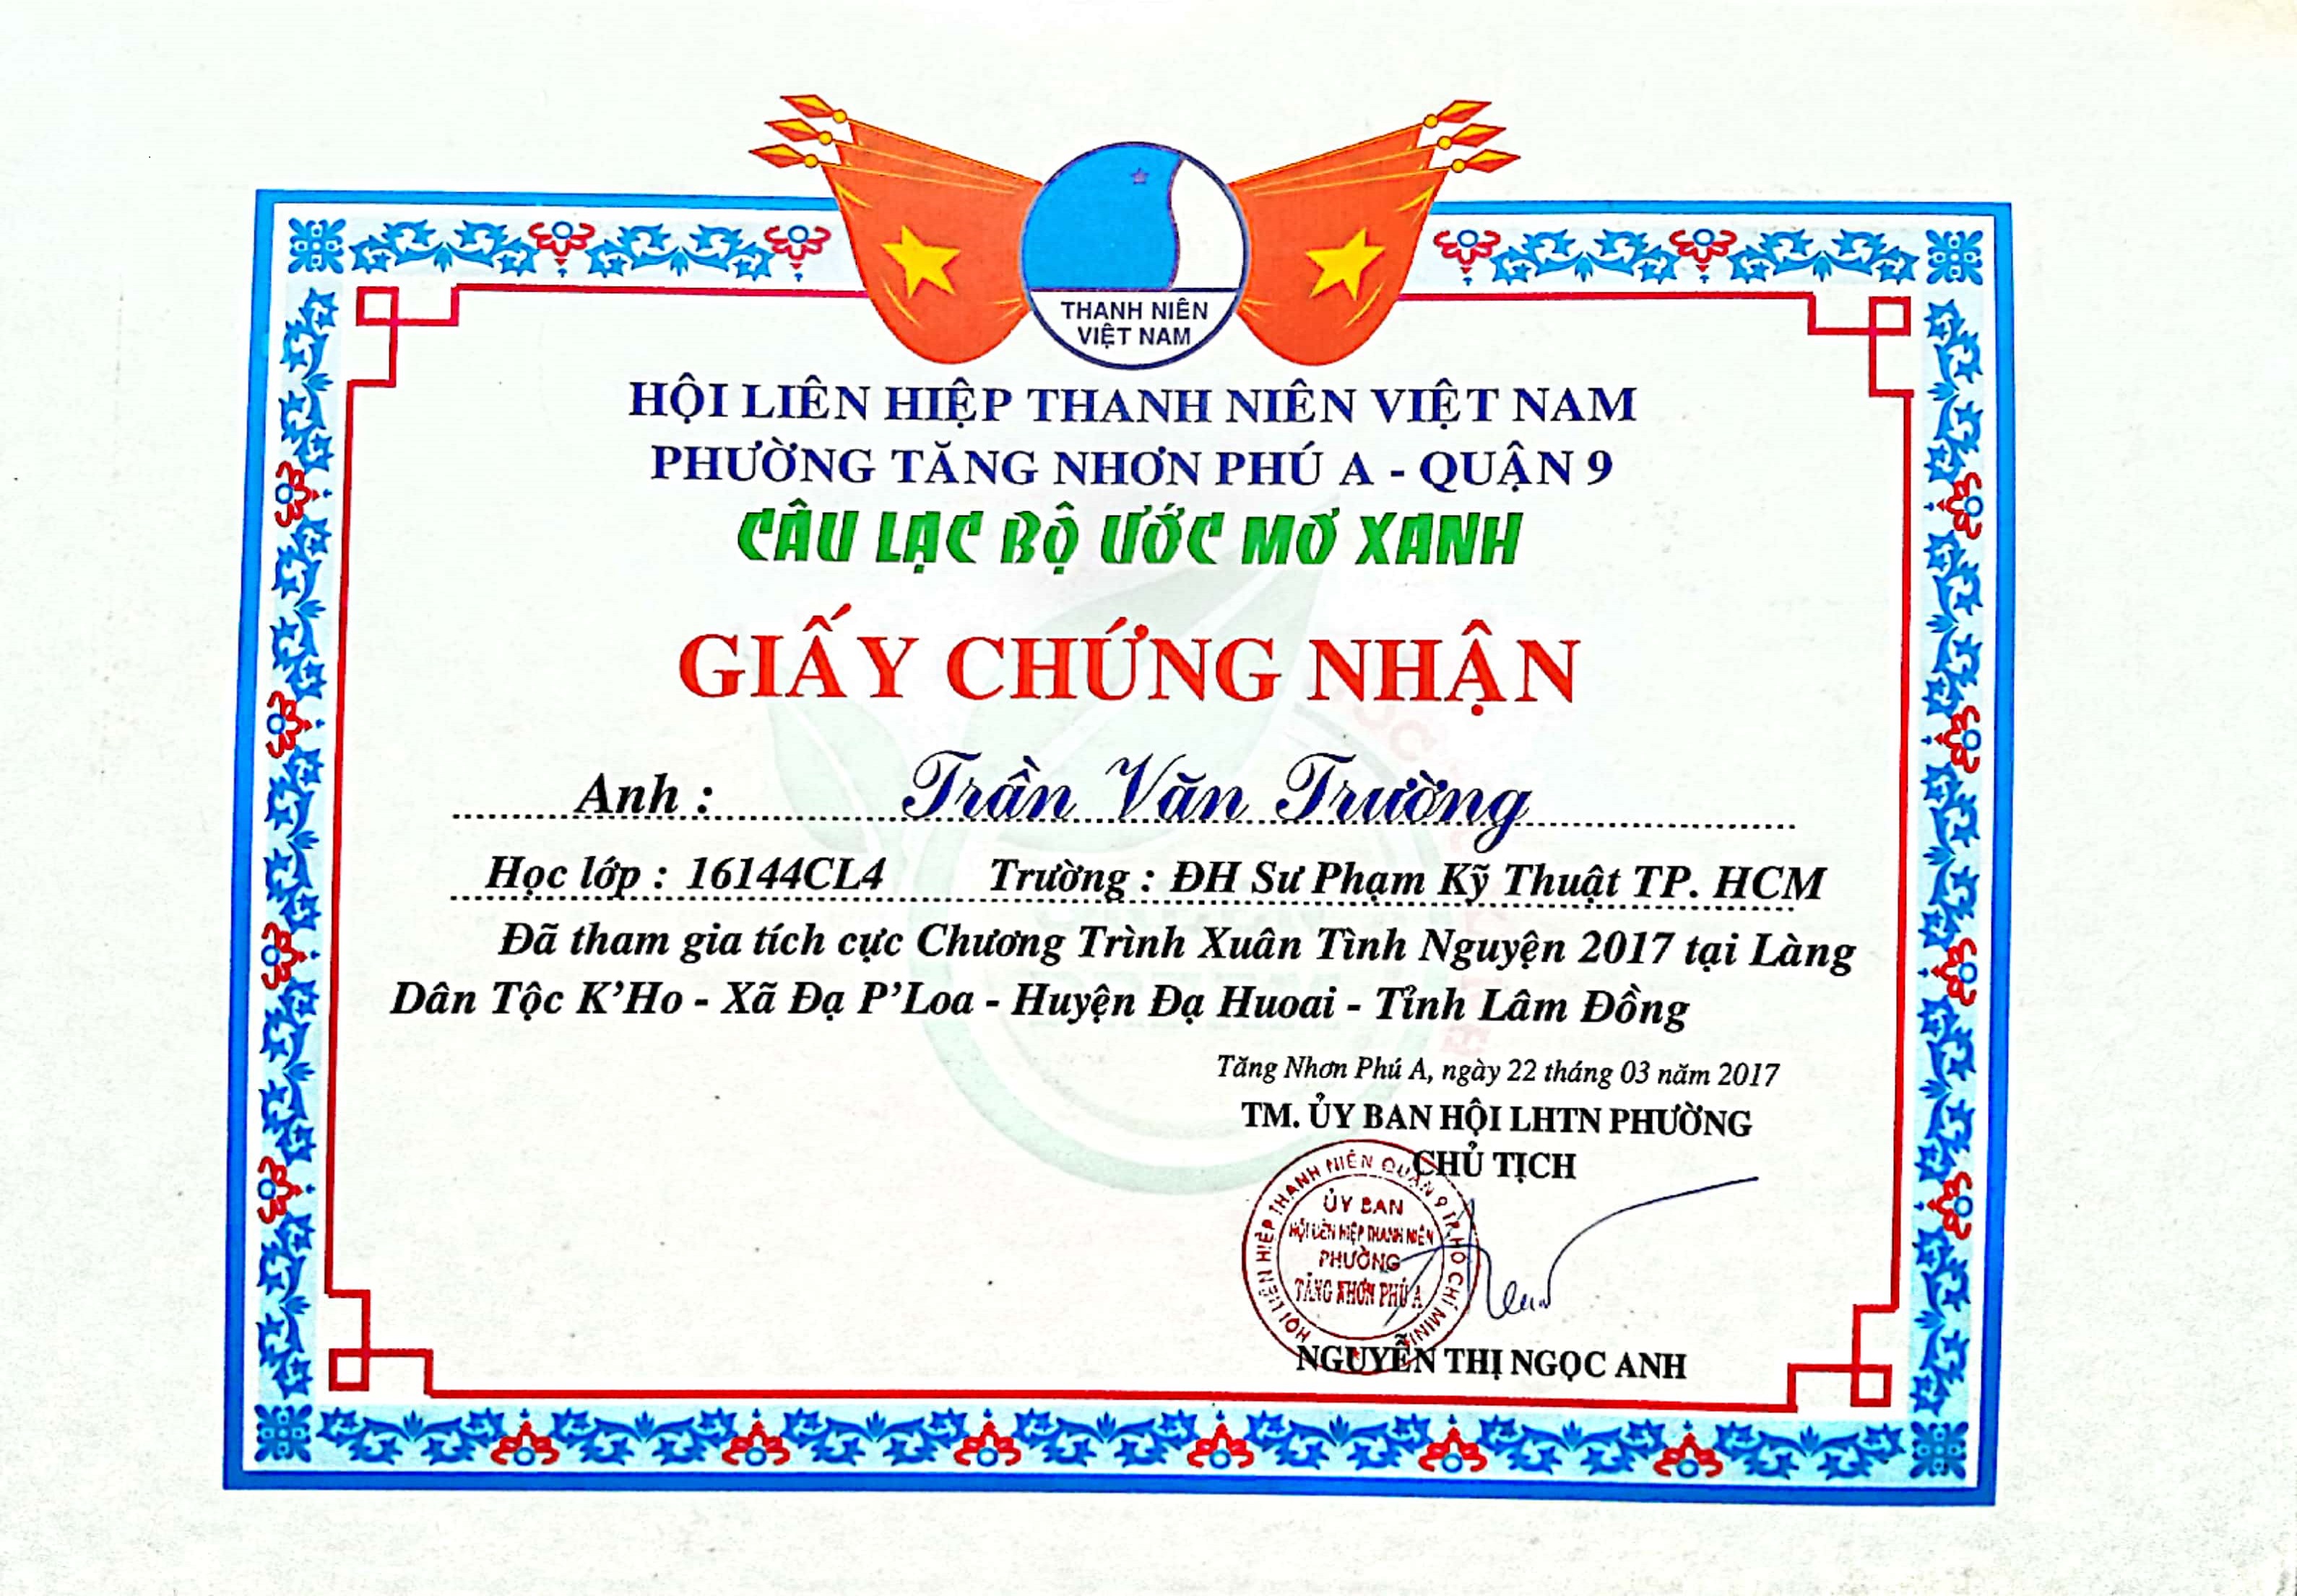 THANH NIÊN
VIỆT NAM
HỘI LIÊN HIỆP THANH NIÊN VIỆT NAM
PHƯỜNG TĂNG NHƠN PHÚ A - QUẬN 9
CÂU LẠC BỘ ƯỚC MƠ XANH
GIẤY CHỨNG NHẬN
Anh : Trần Văn Trường
Học lớp : 16144CL4 Trường : ĐH Sư Phạm Kỹ Thuật TP. HCM
Đã tham gia tích cực Chương Trình Xuân Tình Nguyện 2017 tại Làng
Dân Tộc K'Ho - Xã Đạ P'Loa - Huyện Đạ Huoai - Tỉnh Lâm Đồng
Tăng Nhơn Phú A, ngày 22 tháng 03 năm 2017
TM. ỦY BAN HỘI LHTN PHƯỜNG
CHỦ TỊCH
HỘI LIÊN HIỆP THANH NIÊN QUẬN 9 TP. HỒ CHÍ MINH
ỦY BAN
HỘI LIÊN HIỆP THANH NIÊN
PHƯỜNG
TĂNG NHƠN PHÚ A
NGUYỄN THỊ NGỌC ANH